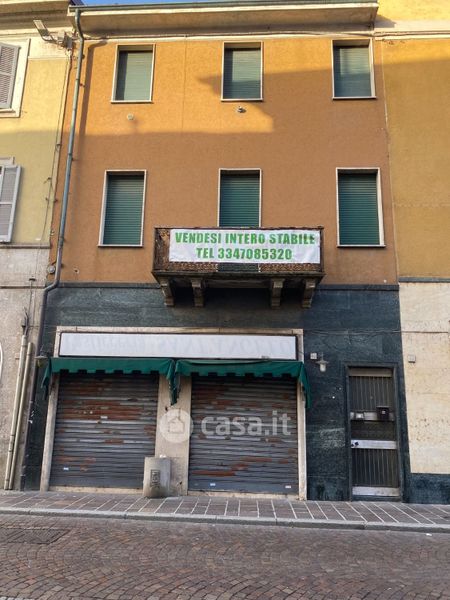 VENDESI INTERO STABILE
TEL 3347085320
casa.it